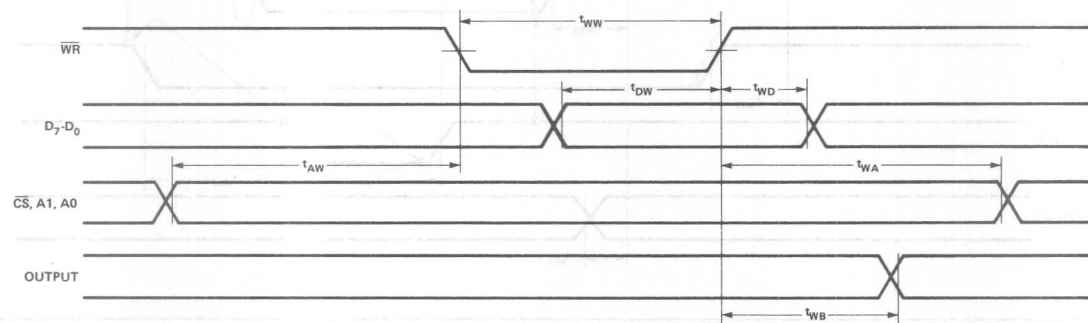 tWW
WR
tDW
tWD
D7-D0
tAW
tWA
CS, A1, A0
OUTPUT
tWB